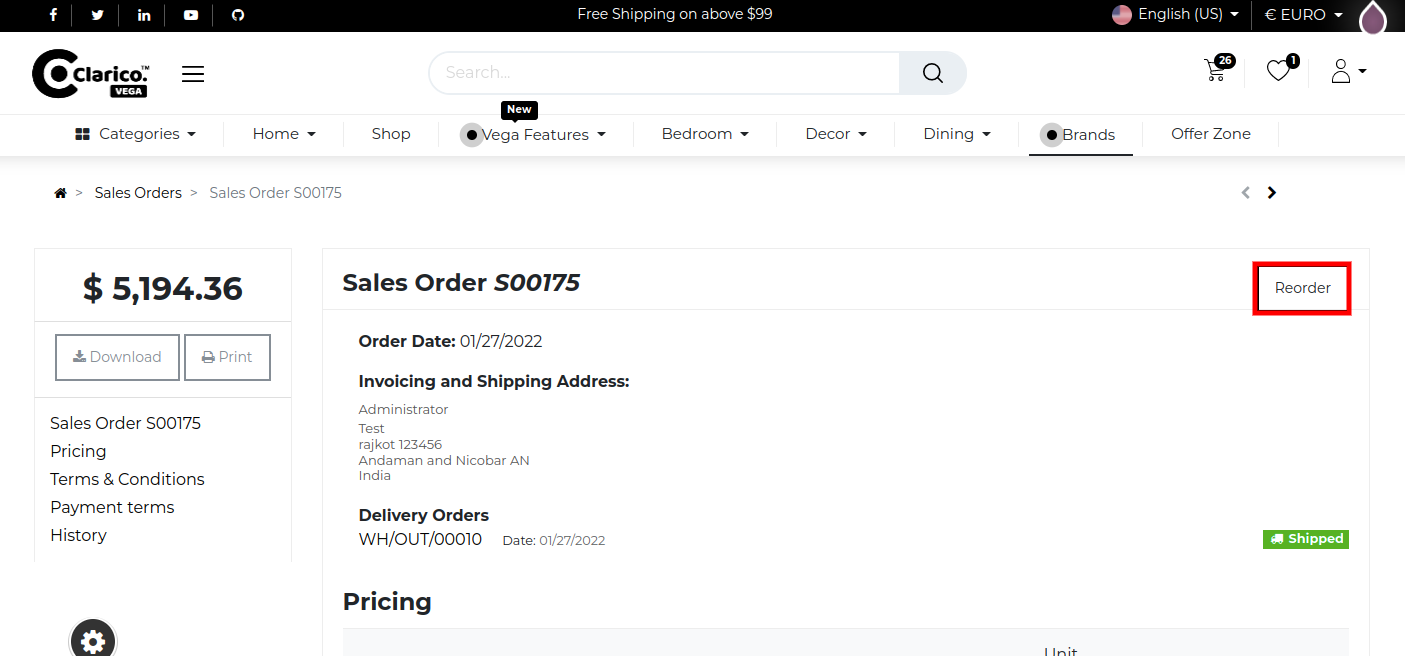 Free Shipping on above $99
English (US)
€ EURO
Clarico.™
VEGA
Search...
26
1
New
Categories
Home
Shop
Vega Features
Bedroom
Decor
Dining
Brands
Offer Zone
> Sales Orders > Sales Order S00175
$ 5,194.36
Download
Print
Sales Order S00175
Pricing
Terms & Conditions
Payment terms
History
Sales Order S00175
Reorder
Order Date: 01/27/2022
Invoicing and Shipping Address:
Administrator
Test
rajkot 123456
Andaman and Nicobar AN
India
Delivery Orders
WH/OUT/00010 Date: 01/27/2022
Shipped
Pricing
Unit